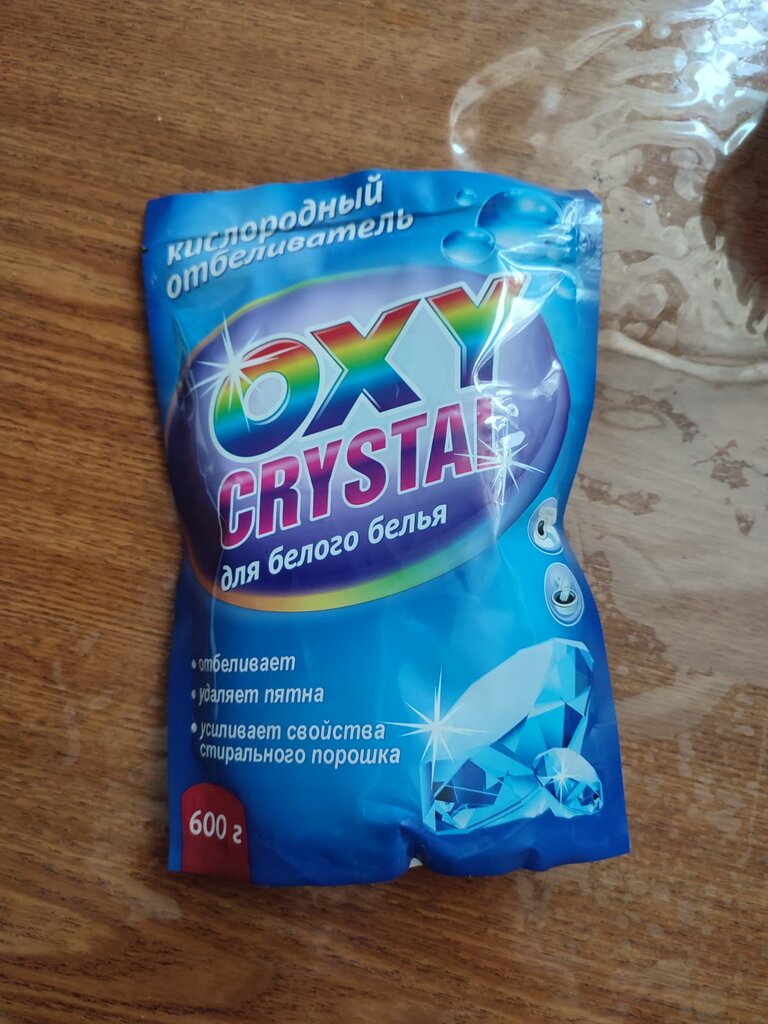 кислородный
отбеливатель
OXY
CRYSTAL
для белого белья
• отбеливает
• удаляет пятна
• усиливает свойства
стирального порошка
600 г